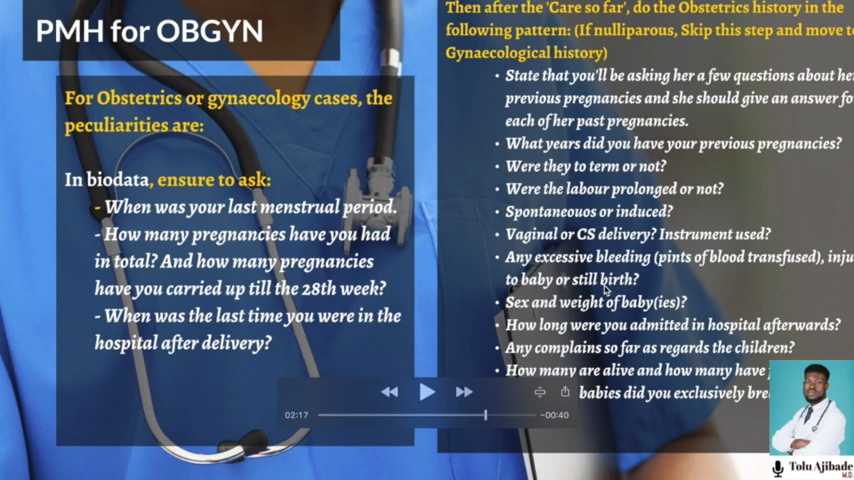 PMH for OBGYN
For Obstetrics or gynaecology cases, the
peculiarities are:
In biodata, ensure to ask:
- When was your last menstrual period.
- How many pregnancies have you had
in total? And how many pregnancies
have you carried up till the 28th week?
- When was the last time you were in the
hospital after delivery?
Then after the 'Care so far', do the Obstetrics history in the
following pattern: (If nulliparous, Skip this step and move to
Gynaecological history)
• State that you'll be asking her a few questions about her
previous pregnancies and she should give an answer fo
each of her past pregnancies.
• What years did you have your previous pregnancies?
• Were they to term or not?
• Were the labour prolonged or not?
• Spontaneouos or induced?
• Vaginal or CS delivery? Instrument used?
• Any excessive bleeding (pints of blood transfused), inju
to baby or still birth?
• Sex and weight of baby(ies)?
• How long were you admitted in hospital afterwards?
• Any complains so far as regards the children?
• How many are alive and how many have
babies did you exclusively bre
02:17
-00:40
Tolu Ajibade
M.D.